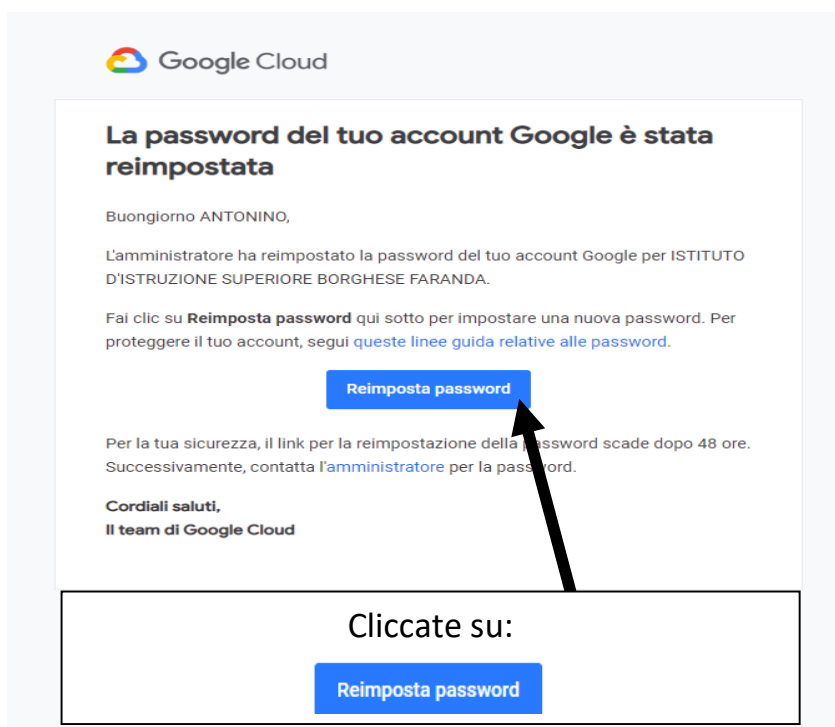 Google Cloud
La password del tuo account Google è stata
reimpostata
Buongiorno ANTONINO,
L'amministratore ha reimpostato la password del tuo account Google per ISTITUTO
D'ISTRUZIONE SUPERIORE BORGHESE FARANDA.
Fai clic su Reimposta password qui sotto per impostare una nuova password. Per
proteggere il tuo account, segui queste linee guida relative alle password.
Reimposta password
Per la tua sicurezza, il link per la reimpostazione della password scade dopo 48 ore.
Successivamente, contatta l'amministratore per la password.
Cordiali saluti,
Il team di Google Cloud
Cliccate su:
Reimposta password